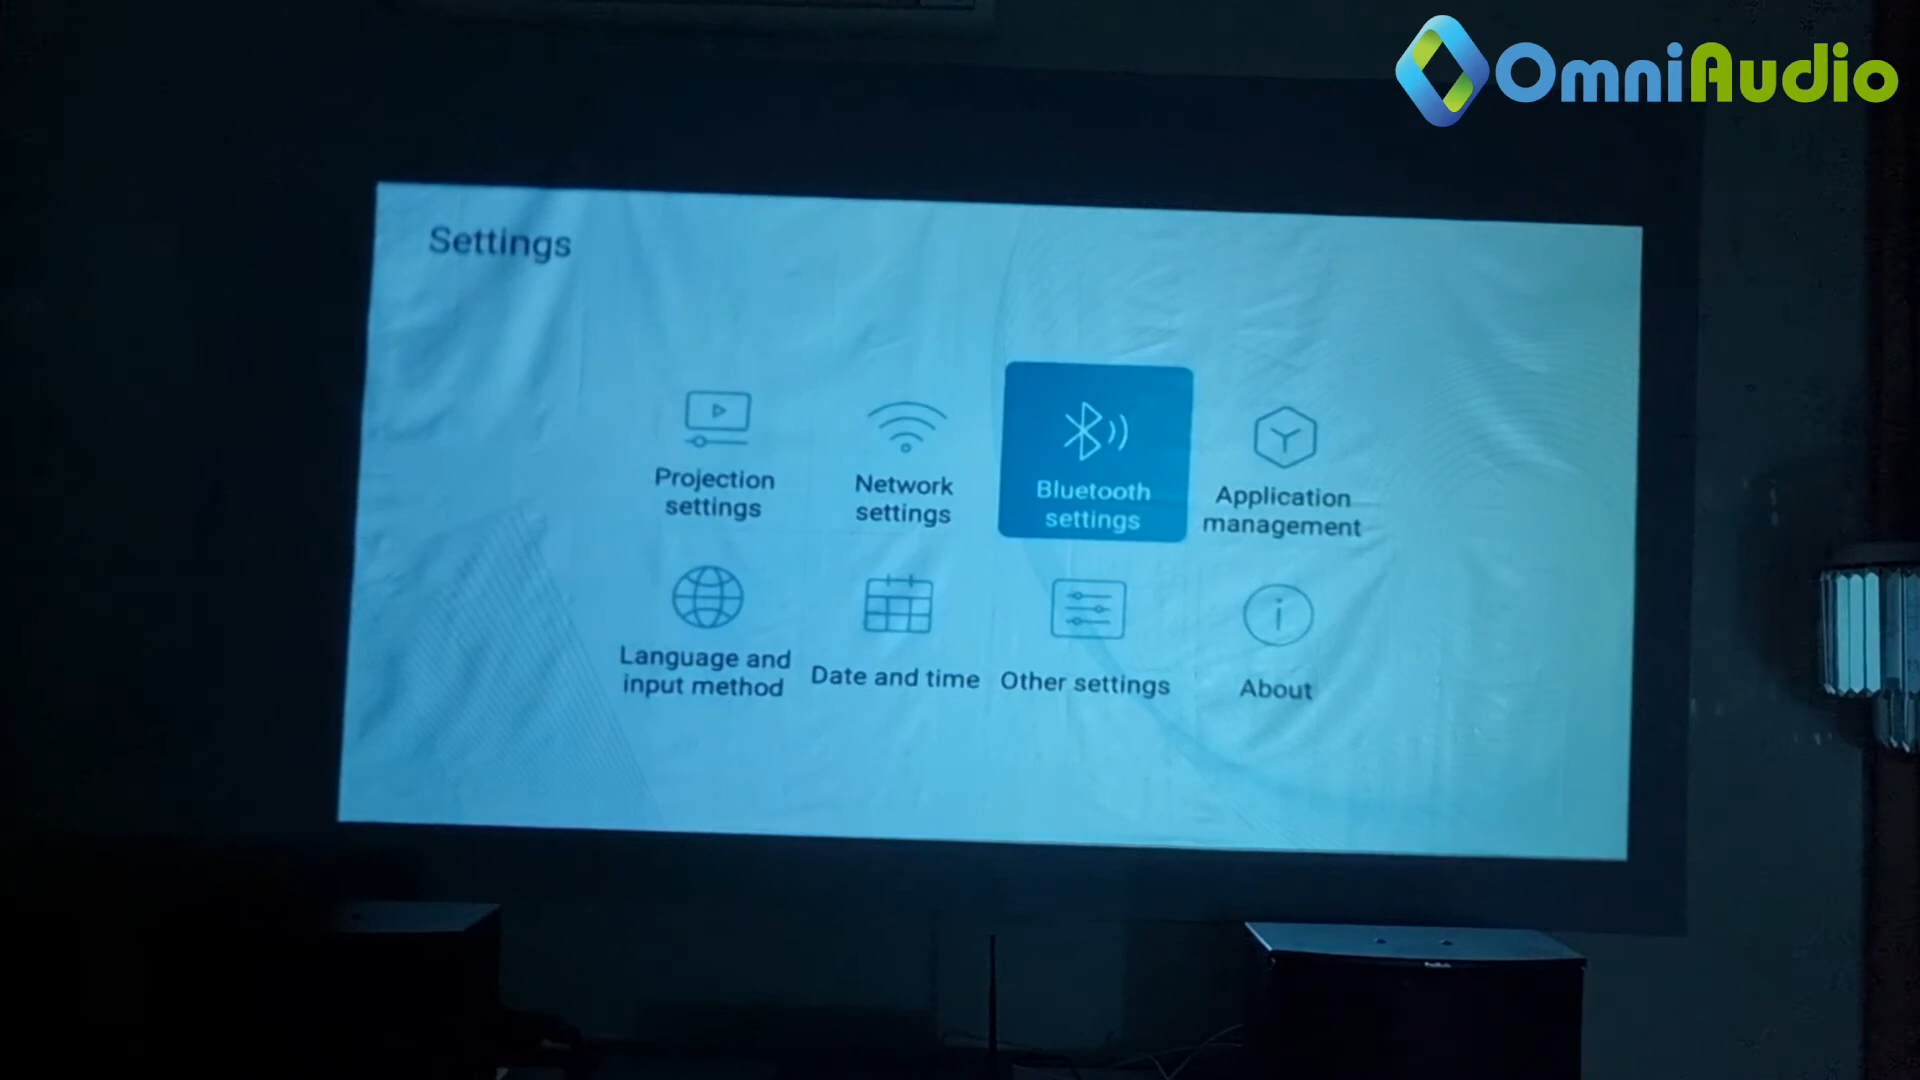 OmniAudio
Settings
Projection
settings
Network
settings
Bluetooth
settings
Application
management
Language and
input method
Date and time
Other settings
About